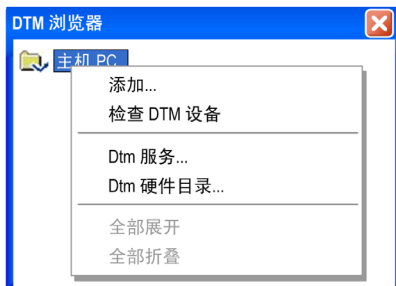 DTM 浏览器
主机 PC
添加...
检查 DTM 设备
Dtm 服务...
Dtm 硬件目录...
全部展开
全部折叠